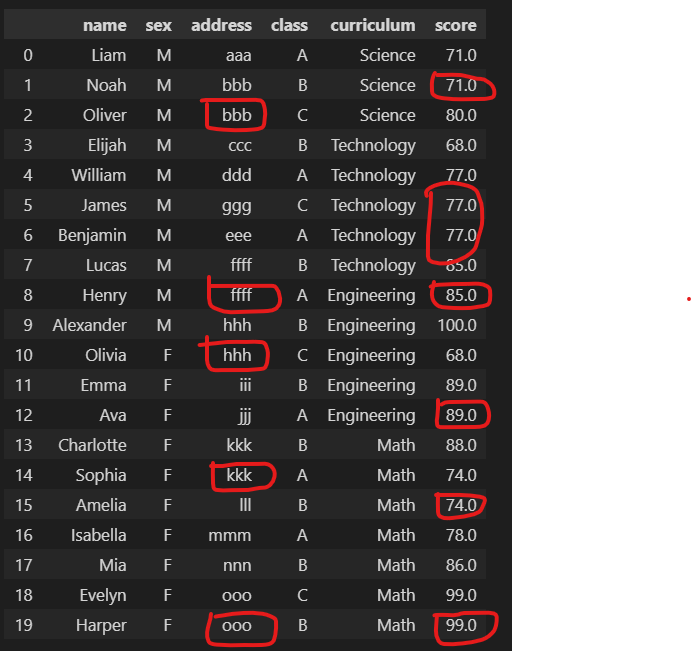 name sex address class curriculum score
0 Liam M aaa A Science 71.0
1 Noah M bbb B Science 71.0
2 Oliver M bbb C Science 80.0
3 Elijah M ccc B Technology 68.0
4 William M ddd A Technology 77.0
5 James M ggg C Technology 77.0
6 Benjamin M eee A Technology 77.0
7 Lucas M ffff B Technology 85.0
8 Henry M ffff A Engineering 85.0
9 Alexander M hhh B Engineering 100.0
10 Olivia F hhh C Engineering 68.0
11 Emma F iii B Engineering 89.0
12 Ava F jjj A Engineering 89.0
13 Charlotte F kkk B Math 88.0
14 Sophia F kkk A Math 74.0
15 Amelia F lll B Math 74.0
16 Isabella F mmm A Math 78.0
17 Mia F nnn B Math 86.0
18 Evelyn F ooo C Math 99.0
19 Harper F ooo B Math 99.0